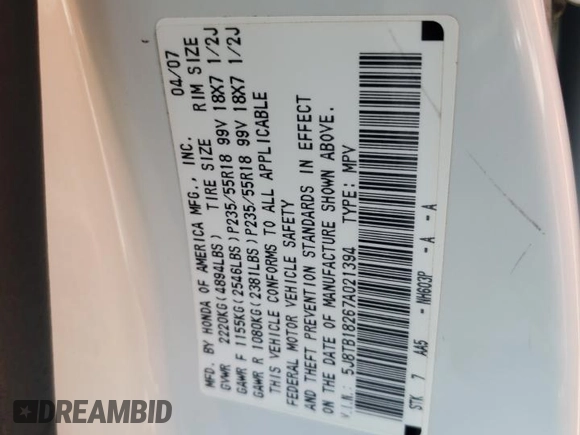 MFD. BY HONDA OF AMERICA MFG., INC. 04/07
GVWR 2220KG(4894LBS) TIRE SIZE RIM SIZE
GAWR F 1155KG(2546LBS)P235/55R18 99V 18X7 1/2J
GAWR R 1080KG(2381LBS)P235/55R18 99V 18X7 1/2J
THIS VEHICLE CONFORMS TO ALL APPLICABLE
FEDERAL MOTOR VEHICLE SAFETY
AND THEFT PREVENTION STANDARDS IN EFFECT
ON THE DATE OF MANUFACTURE SHOWN ABOVE.
V.I.N.: 5J8TB18267A021394 TYPE: MPV
STK 7 AA5 - NH603P - A - A
DREAMBID